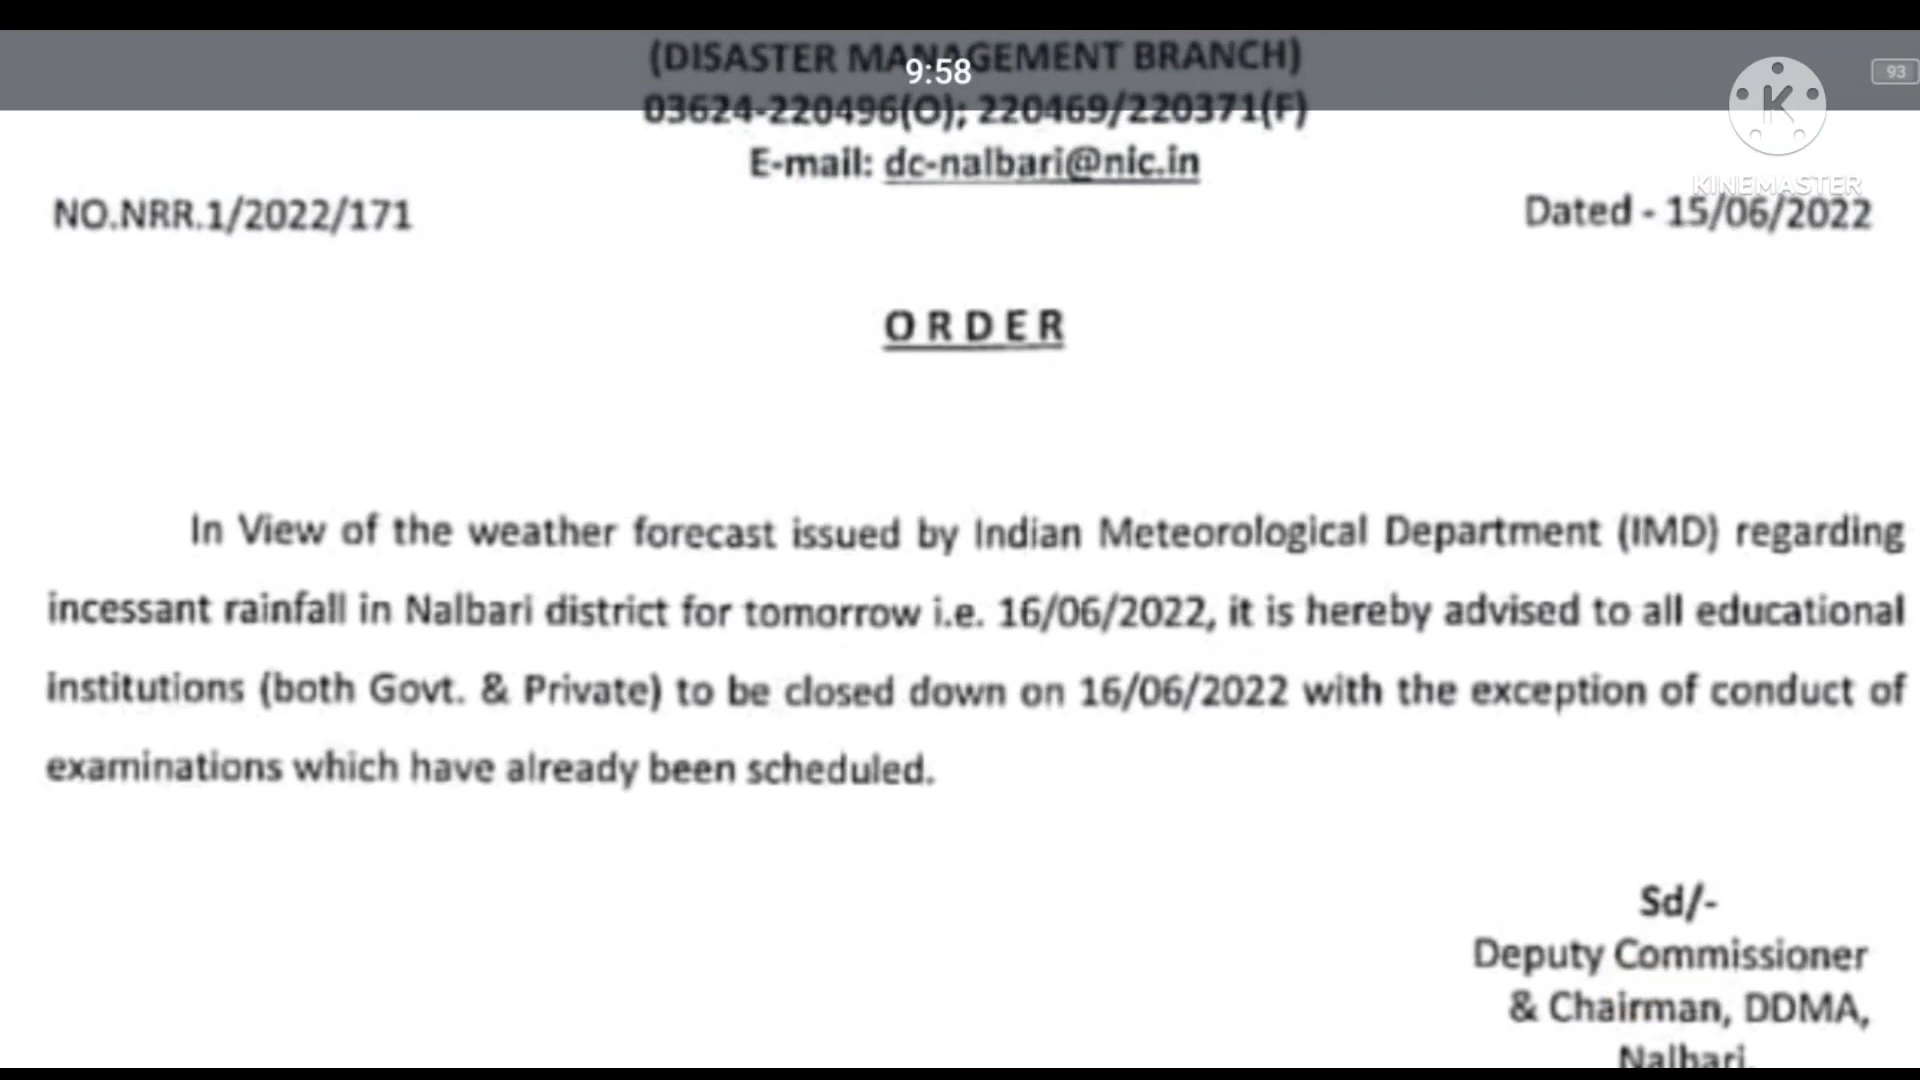 (DISASTER MANAGEMENT BRANCH)
9:58
93
03624-220496(O); 220469/220371(F)
K
E-mail: dc-nalbari@nic.in
KINEMASTER
NO.NRR.1/2022/171
Dated - 15/06/2022
ORDER
In View of the weather forecast issued by Indian Meteorological Department (IMD) regarding
incessant rainfall in Nalbari district for tomorrow i.e. 16/06/2022, it is hereby advised to all educational
institutions (both Govt. & Private) to be closed down on 16/06/2022 with the exception of conduct of
examinations which have already been scheduled.
Sd/-
Deputy Commissioner
& Chairman, DDMA,
Nalbari.